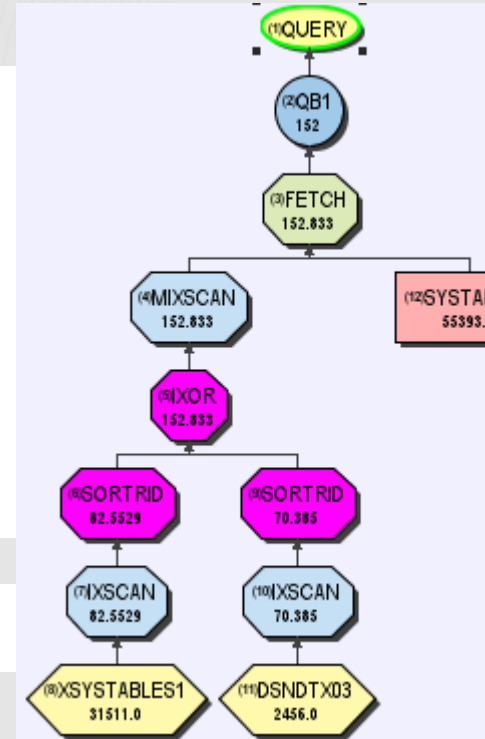 (1)QUERY
(2)QB1
152
(3)FETCH
152.833
(4)MIXSCAN
152.833
(12)SYSTA
55393.
(5)IXOR
152.833
(6)SORTRID
82.5529
(9)SORTRID
70.385
(7)IXSCAN
82.5529
(10)IXSCAN
70.385
(8)XSYSTABLES1
31511.0
(11)DSNDTX03
2456.0